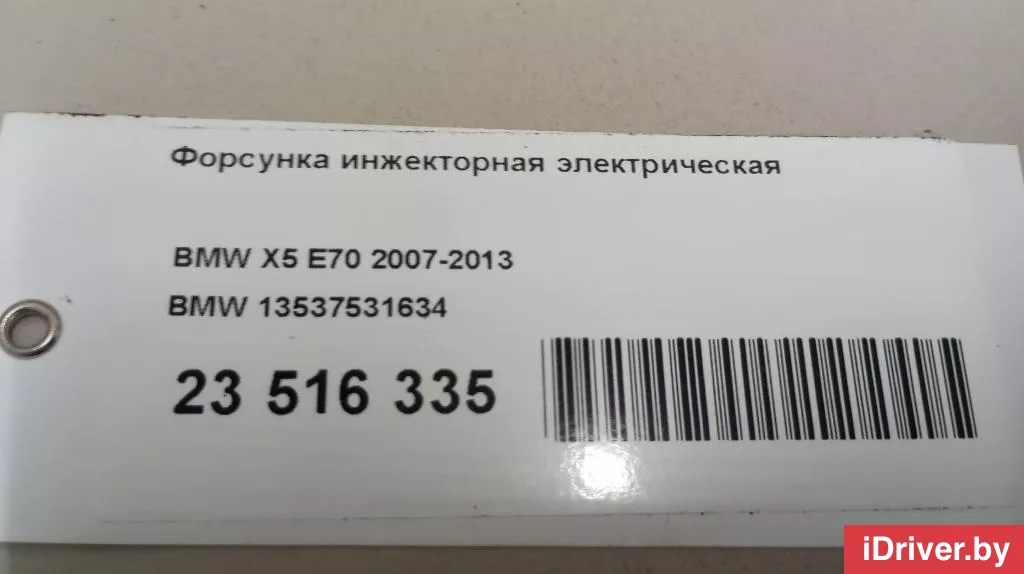 Форсунка инжекторная электрическая
BMW X5 E70 2007-2013
BMW 13537531634
23 516 335
iDriver.by